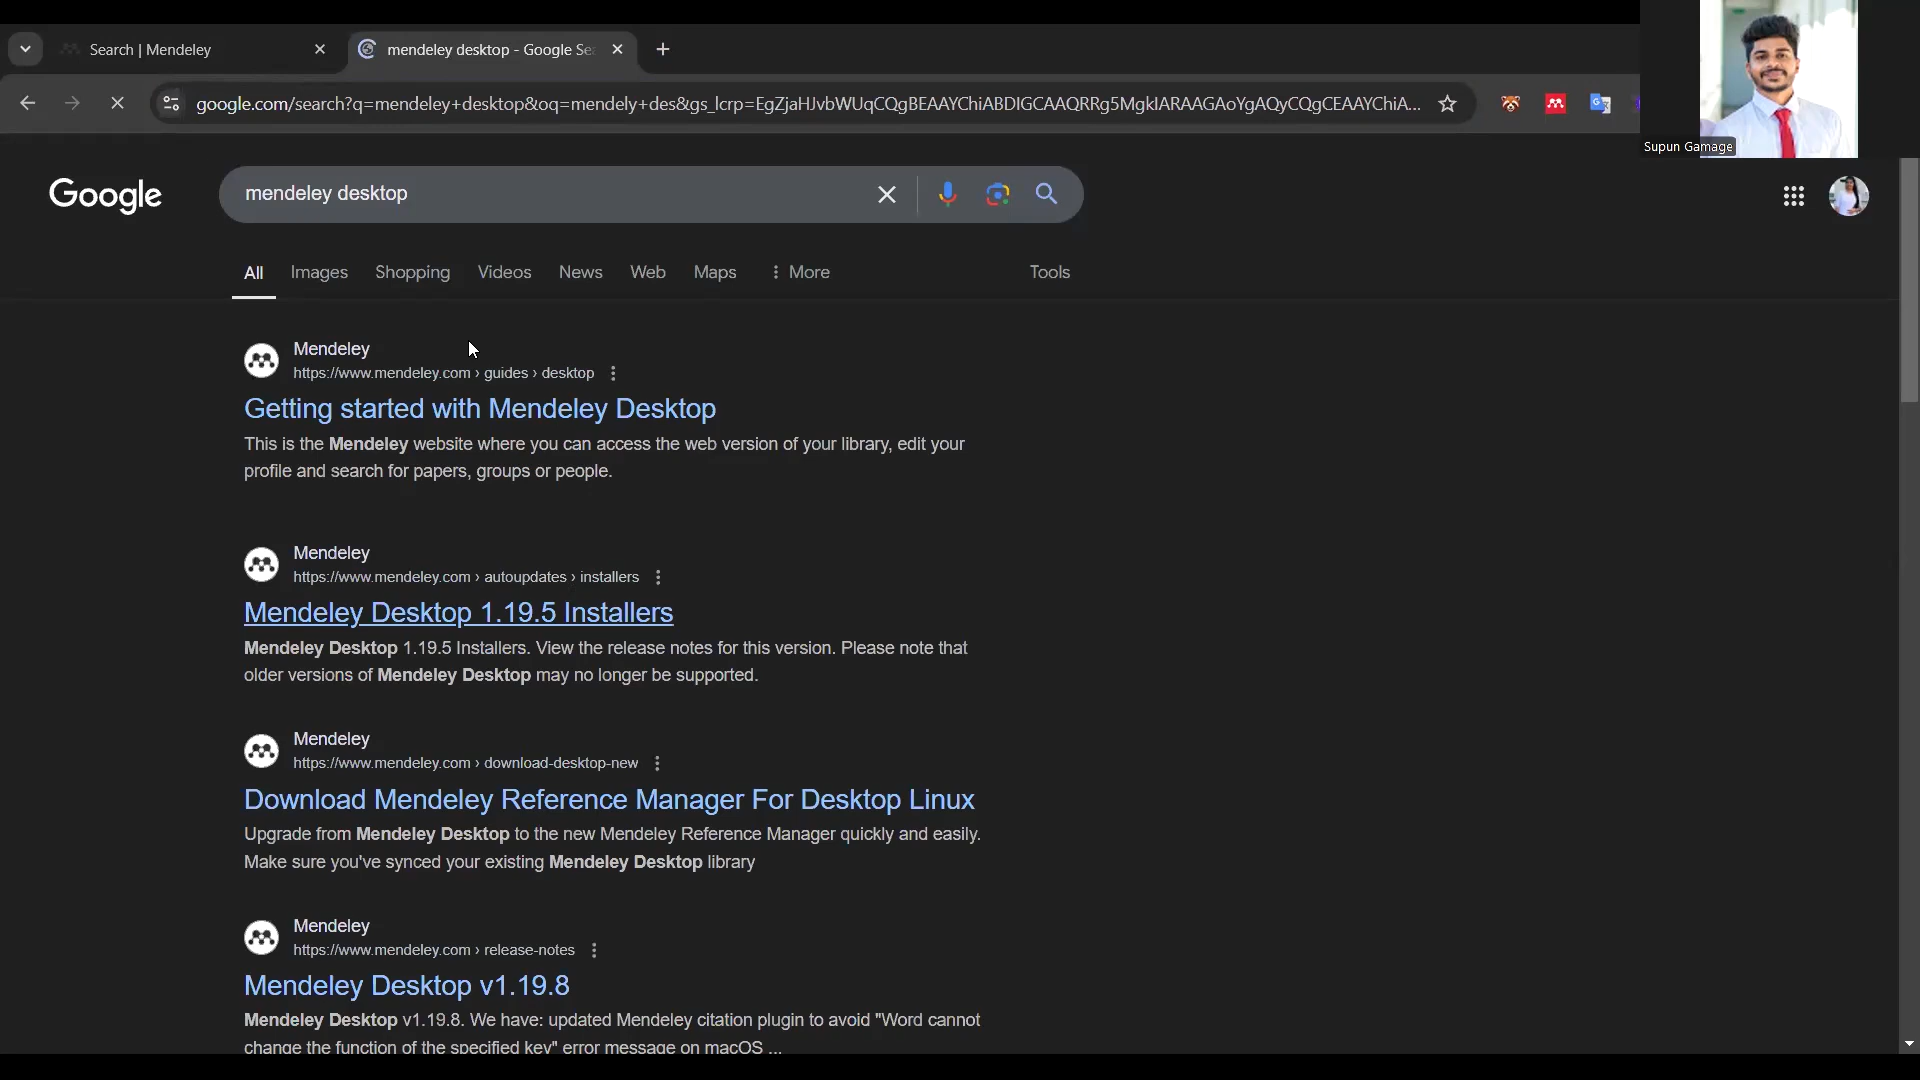 Search | Mendeley
mendeley desktop - Google Se
google.com/search?q=mendeley+desktop&oq=mendely+des&gs_lcrp=EgZjaHJvbWUqCQgBEAAYChiABDIGCAAQRRg5MgkIARAAGAoYgAQyCQgCEAAYChiA...
Supun Gamage
Google
mendeley desktop
All Images Shopping Videos News Web Maps More Tools
Mendeley
https://www.mendeley.com › guides › desktop
Getting started with Mendeley Desktop
This is the Mendeley website where you can access the web version of your library, edit your
profile and search for papers, groups or people.
Mendeley
https://www.mendeley.com › autoupdates › installers
Mendeley Desktop 1.19.5 Installers
Mendeley Desktop 1.19.5 Installers. View the release notes for this version. Please note that
older versions of Mendeley Desktop may no longer be supported.
Mendeley
https://www.mendeley.com › download-desktop-new
Download Mendeley Reference Manager For Desktop Linux
Upgrade from Mendeley Desktop to the new Mendeley Reference Manager quickly and easily.
Make sure you've synced your existing Mendeley Desktop library
Mendeley
https://www.mendeley.com › release-notes
Mendeley Desktop v1.19.8
Mendeley Desktop v1.19.8. We have: updated Mendeley citation plugin to avoid "Word cannot
change the function of the specified key" error message on macOS ...